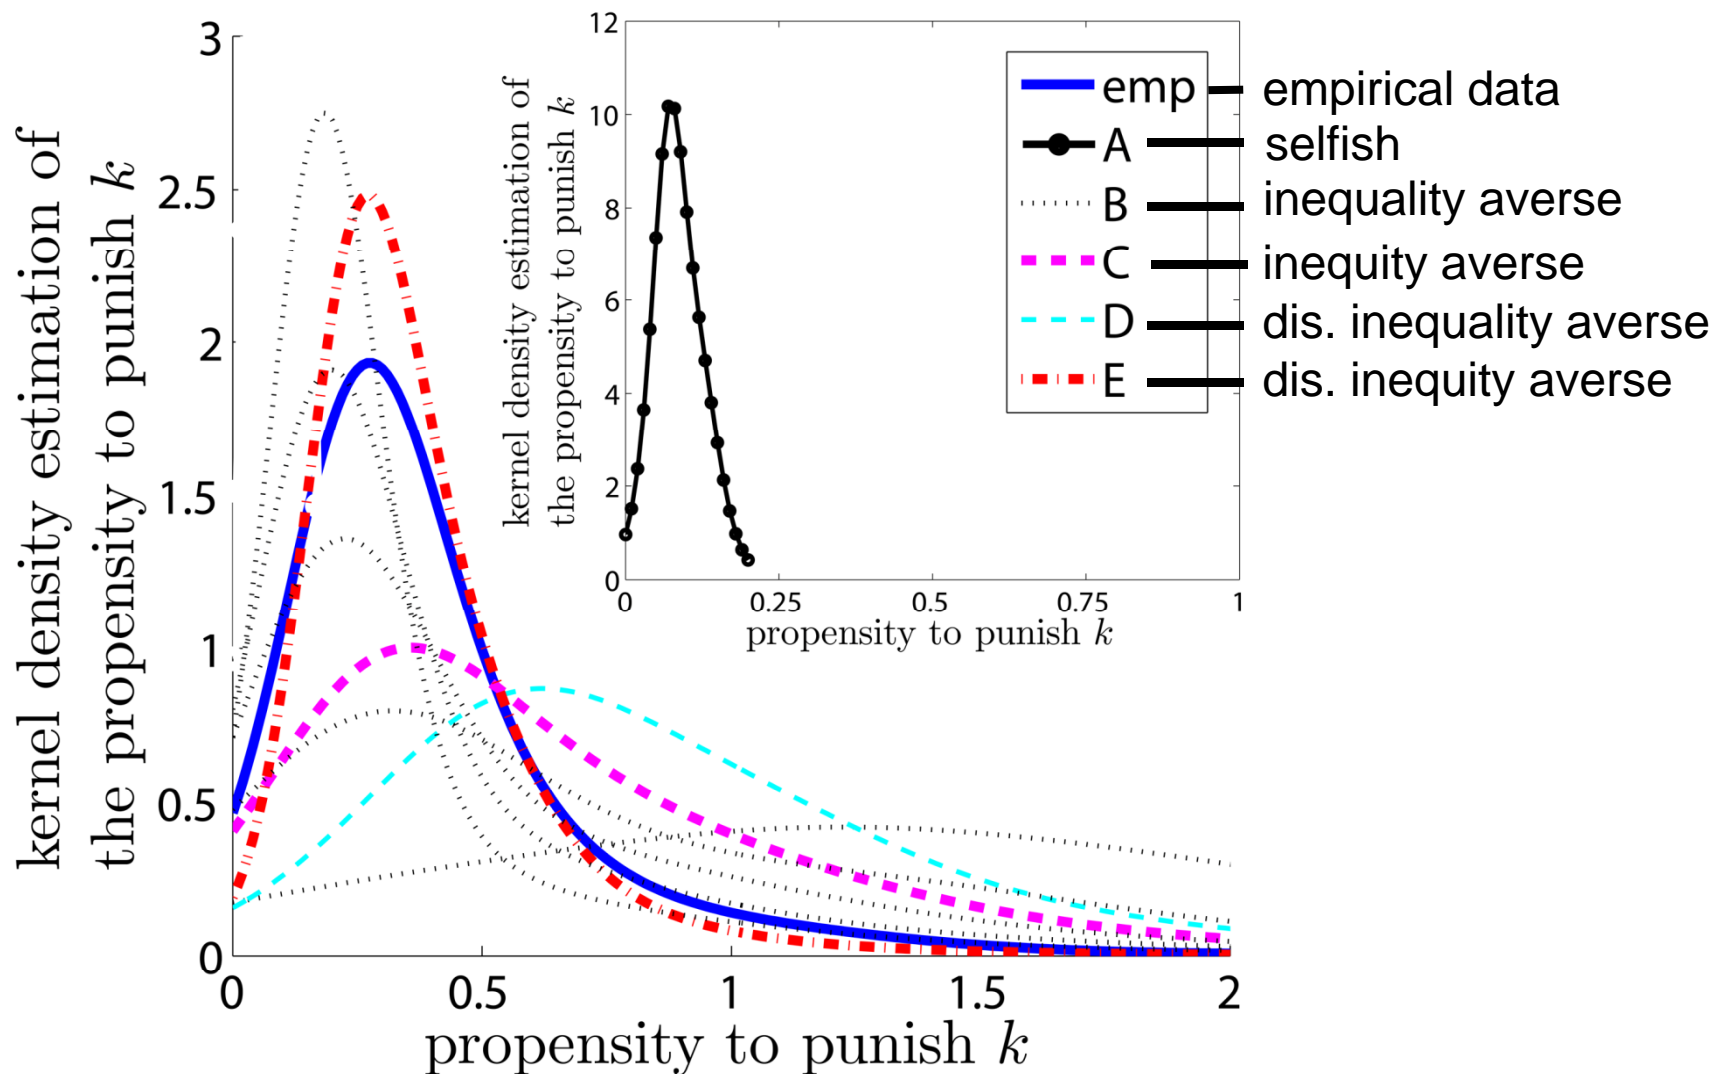 kernel density estimation of
the propensity to punish k
3
2.5
2
1.5
1
0.5
0
0
0.5
1
1.5
2
propensity to punish k
kernel density estimation of
the propensity to punish k
12
10
8
6
4
2
0
0
0.25
0.5
0.75
1
propensity to punish k
emp empirical data
A selfish
B inequality averse
C inequity averse
D dis. inequality averse
E dis. inequity averse